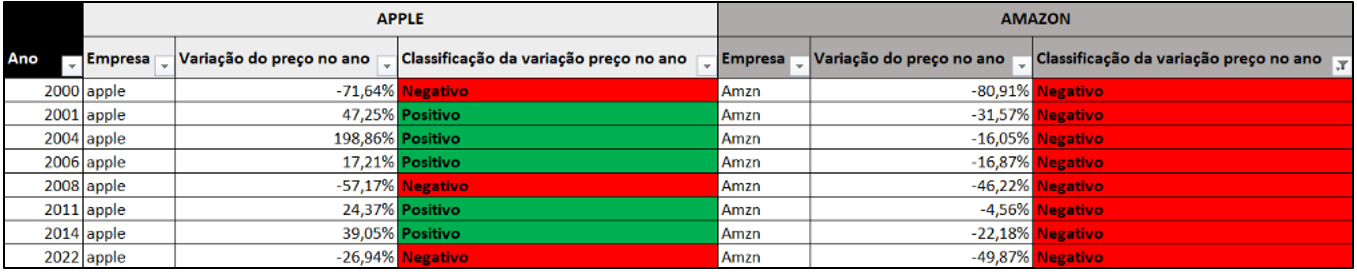 APPLE AMAZON
Ano Empresa Variação do preço no ano Classificação da variação preço no ano Empresa Variação do preço no ano Classificação da variação preço no ano
2000 apple -71,64% Negativo Amzn -80,91% Negativo
2001 apple 47,25% Positivo Amzn -31,57% Negativo
2004 apple 198,86% Positivo Amzn -16,05% Negativo
2006 apple 17,21% Positivo Amzn -16,87% Negativo
2008 apple -57,17% Negativo Amzn -46,22% Negativo
2011 apple 24,37% Positivo Amzn -4,56% Negativo
2014 apple 39,05% Positivo Amzn -22,18% Negativo
2022 apple -26,94% Negativo Amzn -49,87% Negativo